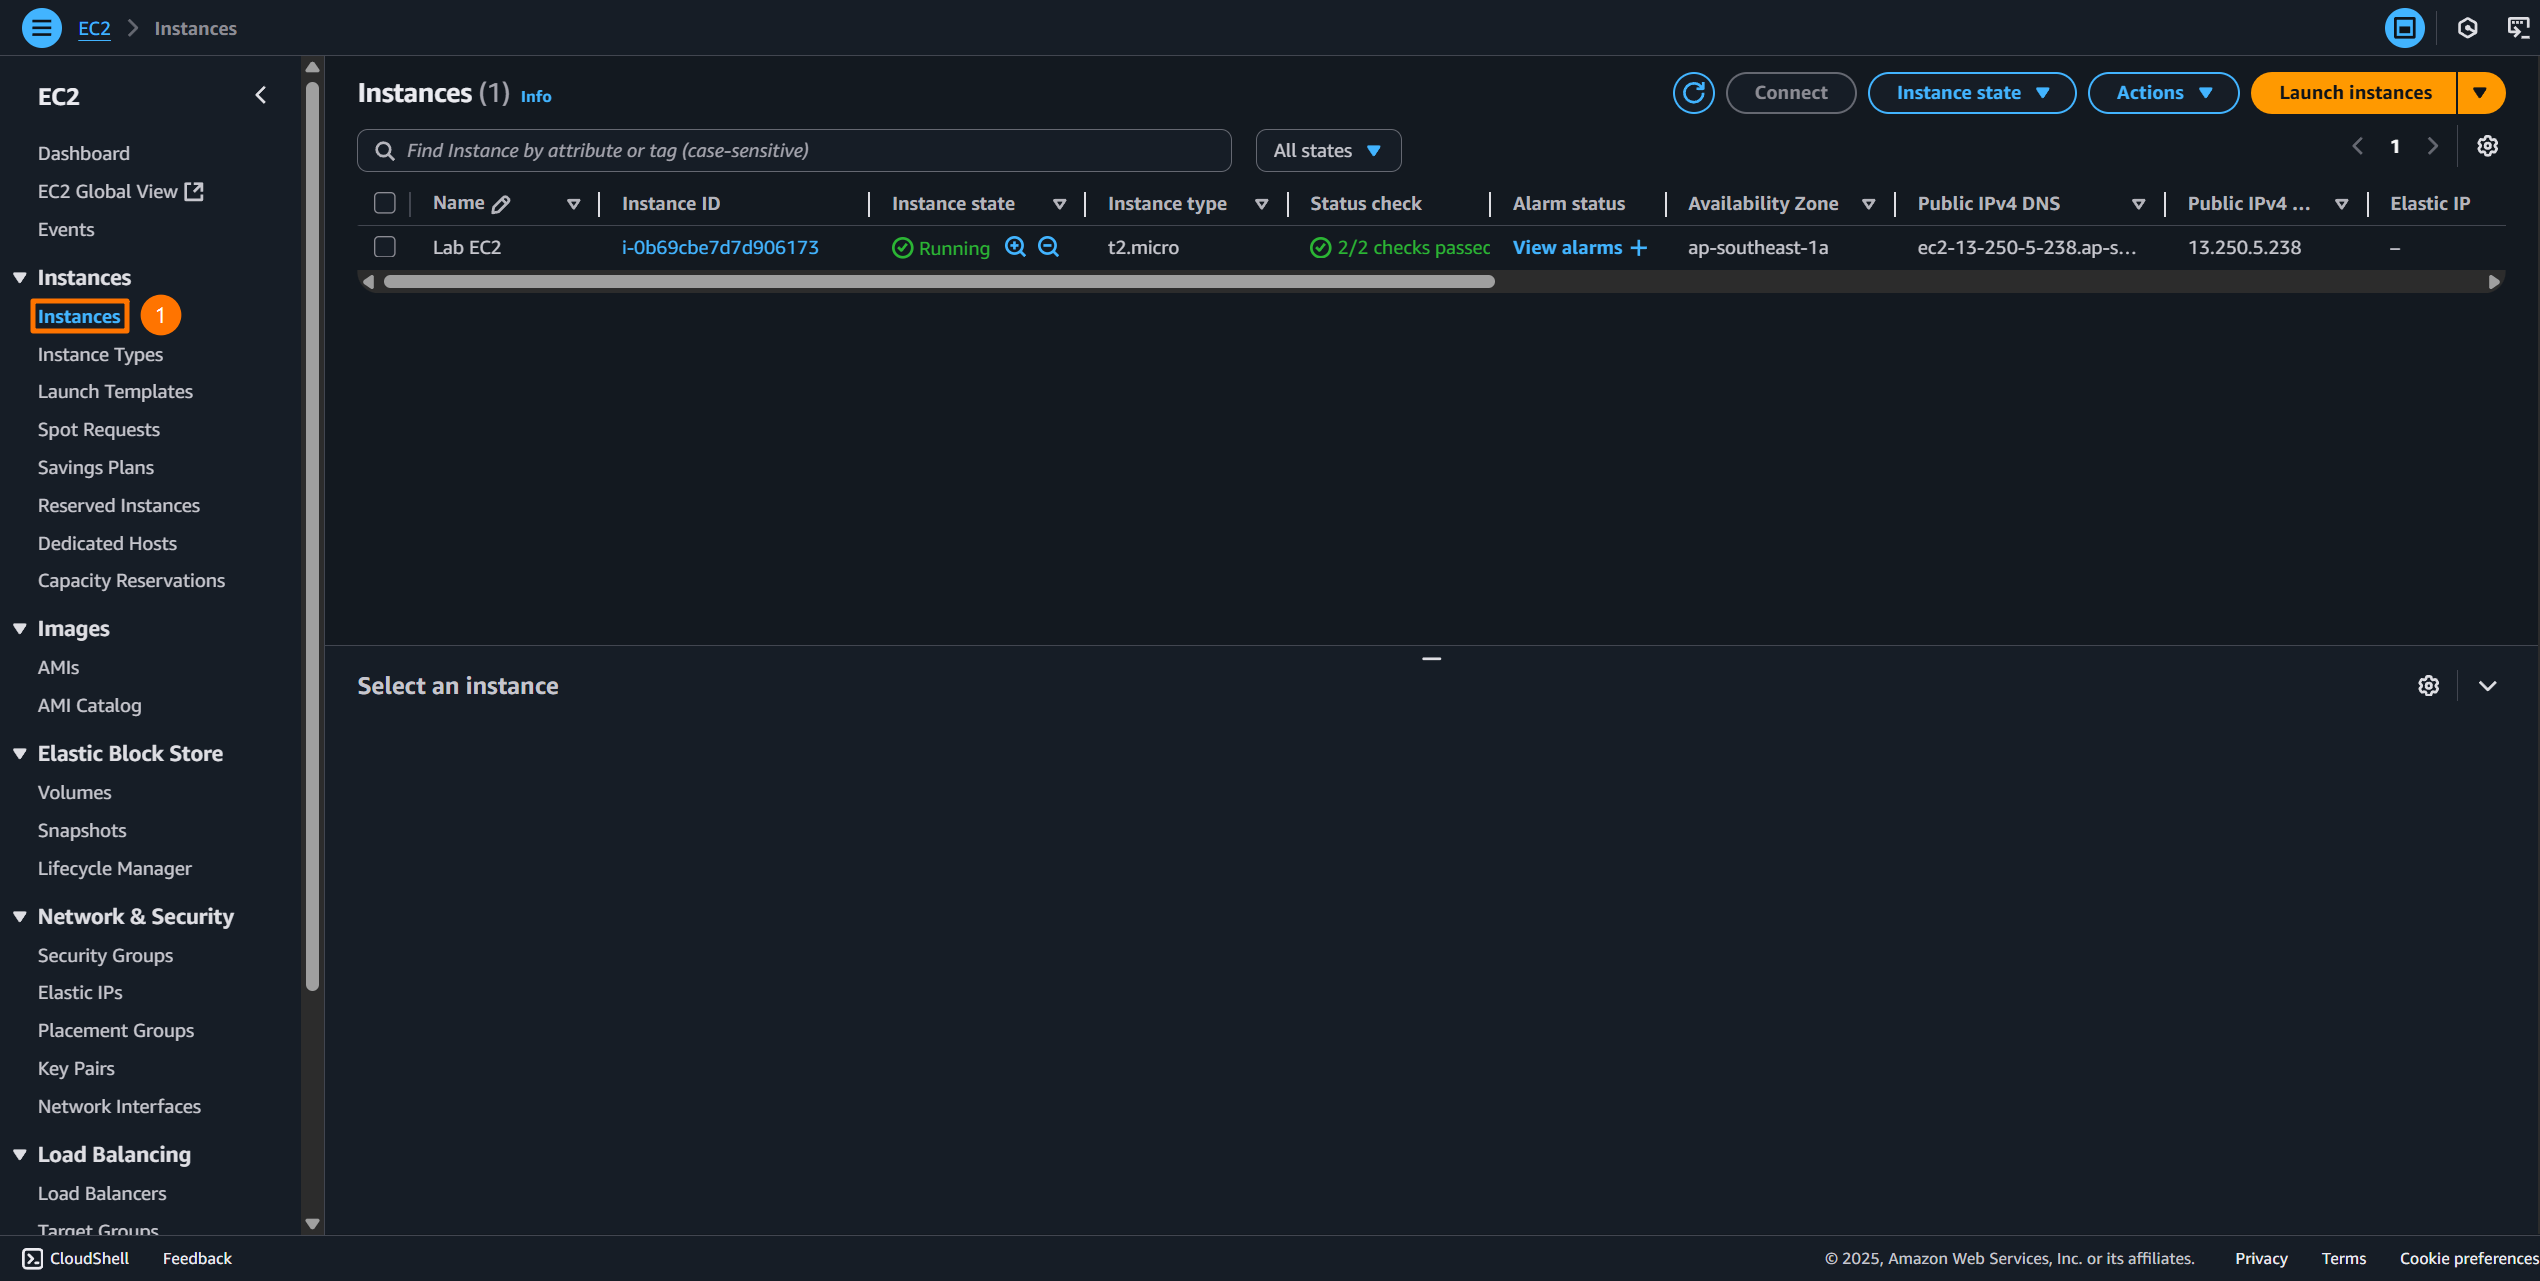 EC2 > Instances
EC2
Dashboard
EC2 Global View
Events
Instances
Instances 1
Instance Types
Launch Templates
Spot Requests
Savings Plans
Reserved Instances
Dedicated Hosts
Capacity Reservations
Images
AMIs
AMI Catalog
Elastic Block Store
Volumes
Snapshots
Lifecycle Manager
Network & Security
Security Groups
Elastic IPs
Placement Groups
Key Pairs
Network Interfaces
Load Balancing
Load Balancers
Target Groups
Instances (1) Info
Connect Instance state Actions Launch instances
Find Instance by attribute or tag (case-sensitive) All states 1
Name Instance ID Instance state Instance type Status check Alarm status Availability Zone Public IPv4 DNS Public IPv4 ... Elastic IP
Lab EC2 i-0b69cbe7d7d906173 Running t2.micro 2/2 checks passed View alarms + ap-southeast-1a ec2-13-250-5-238.ap-s... 13.250.5.238 –
Select an instance
CloudShell Feedback © 2025, Amazon Web Services, Inc. or its affiliates. Privacy Terms Cookie preferences